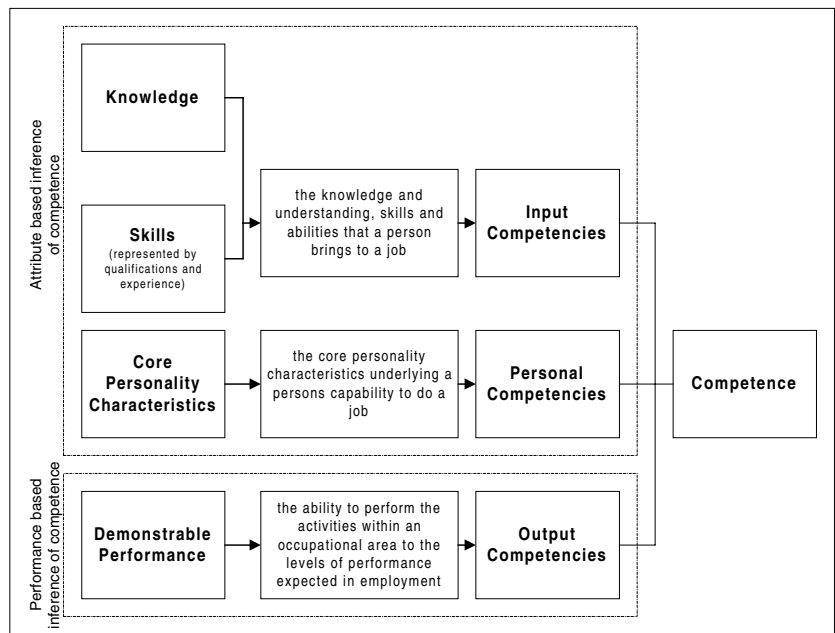 Attribute based inference
of competence
Knowledge
Skills
(represented by
qualifications and
experience)
the knowledge and
understanding, skills and
abilities that a person
brings to a job
Input
Competencies
Core
Personality
Characteristics
the core personality
characteristics underlying a
persons capability to do a
job
Personal
Competencies
Competence
Performance based
inference of competence
Demonstrable
Performance
the ability to perform the
activities within an
occupational area to the
levels of performance
expected in employment
Output
Competencies